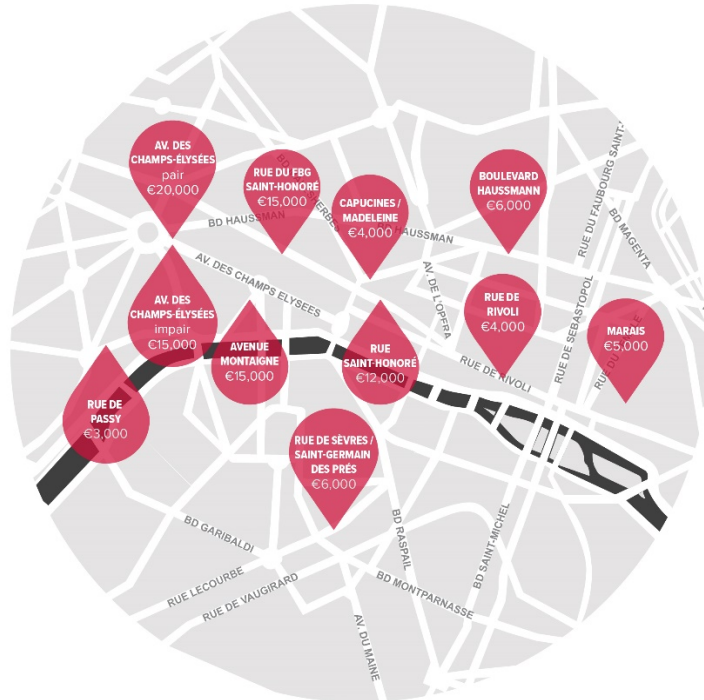 AV. DES
CHAMPS-ÉLYSÉES
pair
€20,000
RUE DU FBG
SAINT-HONORÉ
€15,000
CAPUCINES /
MADELEINE
€4,000
BOULEVARD
HAUSSMANN
€6,000
AV. DES
CHAMPS-ÉLYSÉES
impair
€15,000
AVENUE
MONTAIGNE
€15,000
RUE
SAINT-HONORÉ
€12,000
RUE DE
RIVOLI
€4,000
MARAIS
€5,000
RUE DE
PASSY
€3,000
RUE DE SÈVRES /
SAINT-GERMAIN
DES PRÉS
€6,000
BD HAUSSMAN
BD HAUSSMAN
AV. DES CHAMPS ELYSEES
AV. DE L'OPERA
RUE DE RIVOLI
RUE DE SEBASTOPOL
RUE DU FAUBOURG SAINT-
BD MAGENTA
BD GARIBALDI
RUE LECOURBE
RUE DE VAUGIRARD
AV. DU MAINE
BD RASPAIL
BD MONTPARNASSE
BD SAINT-MICHEL